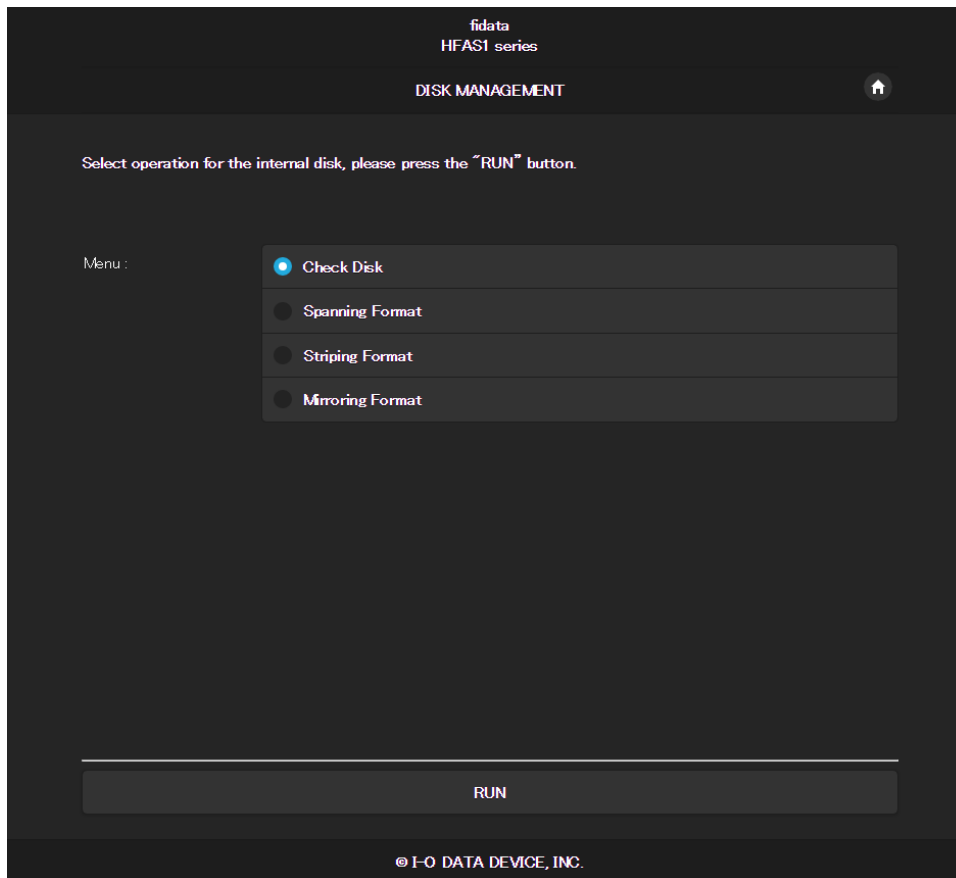 fidata
HFAS1 series
DISK MANAGEMENT
Select operation for the internal disk, please press the “RUN” button.
Menu :
Check Disk
Spanning Format
Striping Format
Mirroring Format
RUN
© I-O DATA DEVICE, INC.